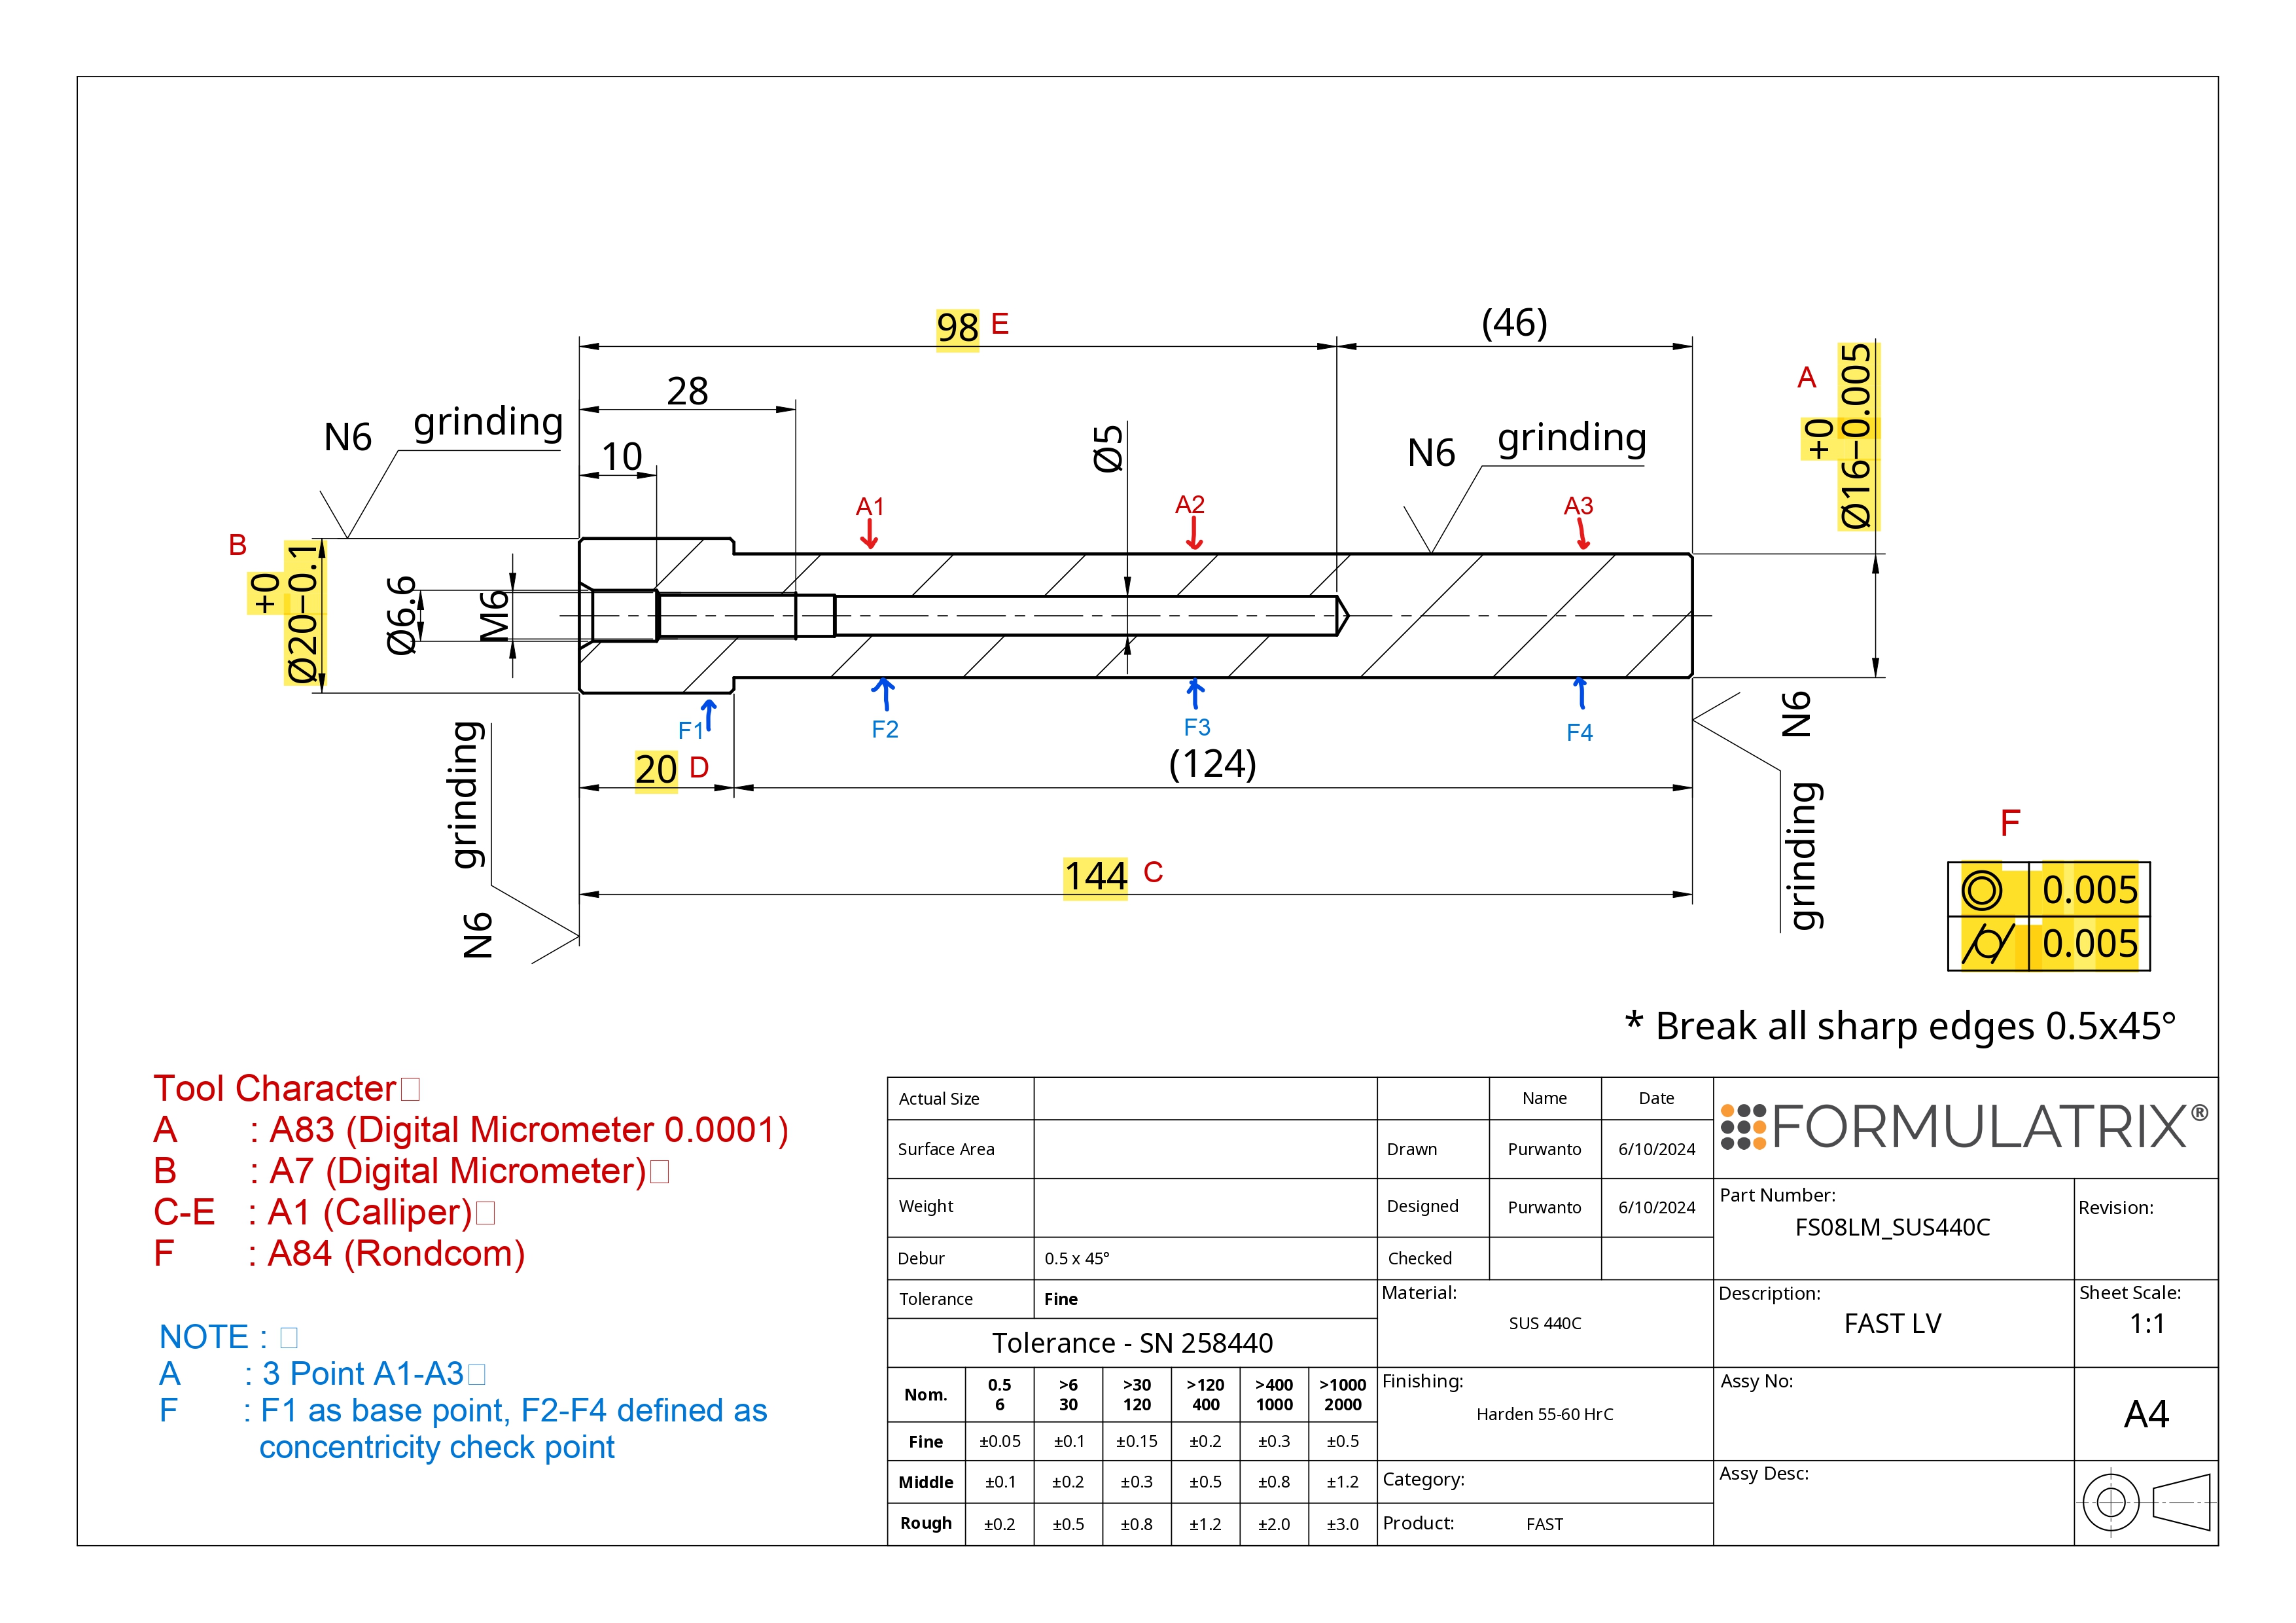 98 E
(46)
A
+0
Ø16-0.005
28
N6 grinding
10
Ø5
N6 grinding
A1
A2
A3
B
+0
Ø20-0.1
Ø6.6
M6
F1
F2
F3
F4
N6
grinding
20 D
(124)
grinding
N6
144 C
F
0.005
0.005
* Break all sharp edges 0.5x45°
Tool Character
A : A83 (Digital Micrometer 0.0001)
B : A7 (Digital Micrometer)
C-E : A1 (Calliper)
F : A84 (Rondcom)
NOTE :
A : 3 Point A1-A3
F : F1 as base point, F2-F4 defined as
concentricity check point
Actual Size
Surface Area
Weight
Debur 0.5 x 45°
Tolerance Fine
Tolerance - SN 258440
Nom. 0.5 6 >6 30 >30 120 >120 400 >400 1000 >1000 2000
Fine ±0.05 ±0.1 ±0.15 ±0.2 ±0.3 ±0.5
Middle ±0.1 ±0.2 ±0.3 ±0.5 ±0.8 ±1.2
Rough ±0.2 ±0.5 ±0.8 ±1.2 ±2.0 ±3.0
Name Date
Drawn Purwanto 6/10/2024
Designed Purwanto 6/10/2024
Checked
Material:
SUS 440C
Finishing:
Harden 55-60 HrC
Category:
Product: FAST
FORMULATRIX®
Part Number:
FS08LM_SUS440C
Revision:
Description:
FAST LV
Sheet Scale:
1:1
Assy No:
A4
Assy Desc: